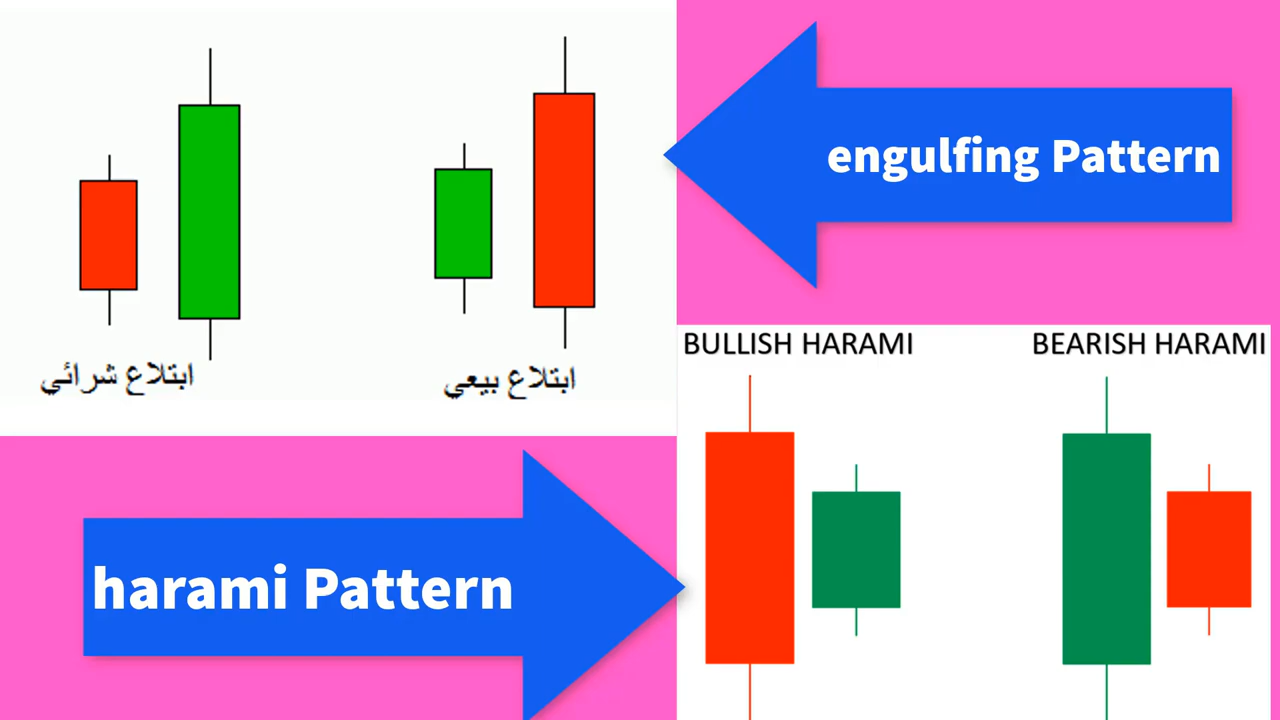 engulfing Pattern
ابتلاع شرائي
ابتلاع بيعي
BULLISH HARAMI
BEARISH HARAMI
harami Pattern